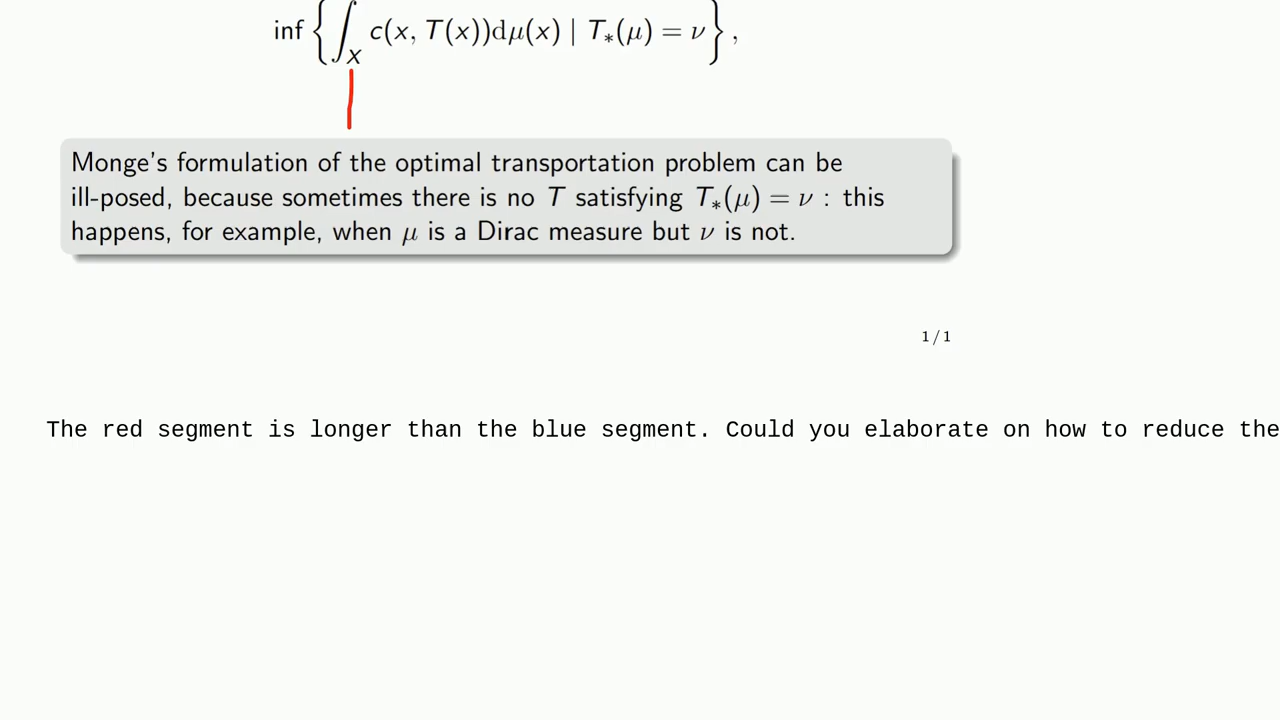 inf { ∫_X c(x, T(x))dμ(x) | T_*(μ) = ν } ,
Monge's formulation of the optimal transportation problem can be
ill-posed, because sometimes there is no T satisfying T_*(μ) = ν : this
happens, for example, when μ is a Dirac measure but ν is not.
1 / 1
The red segment is longer than the blue segment. Could you elaborate on how to reduce the